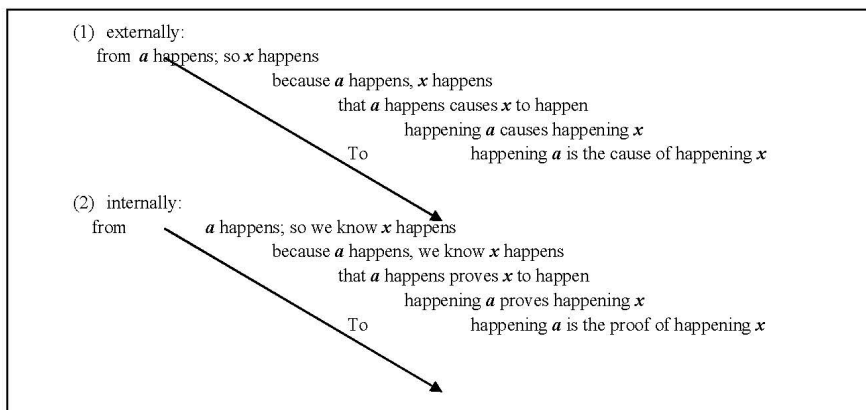 (1) externally:
from a happens; so x happens
because a happens, x happens
that a happens causes x to happen
happening a causes happening x
To happening a is the cause of happening x
(2) internally:
from a happens; so we know x happens
because a happens, we know x happens
that a happens proves x to happen
happening a proves happening x
To happening a is the proof of happening x